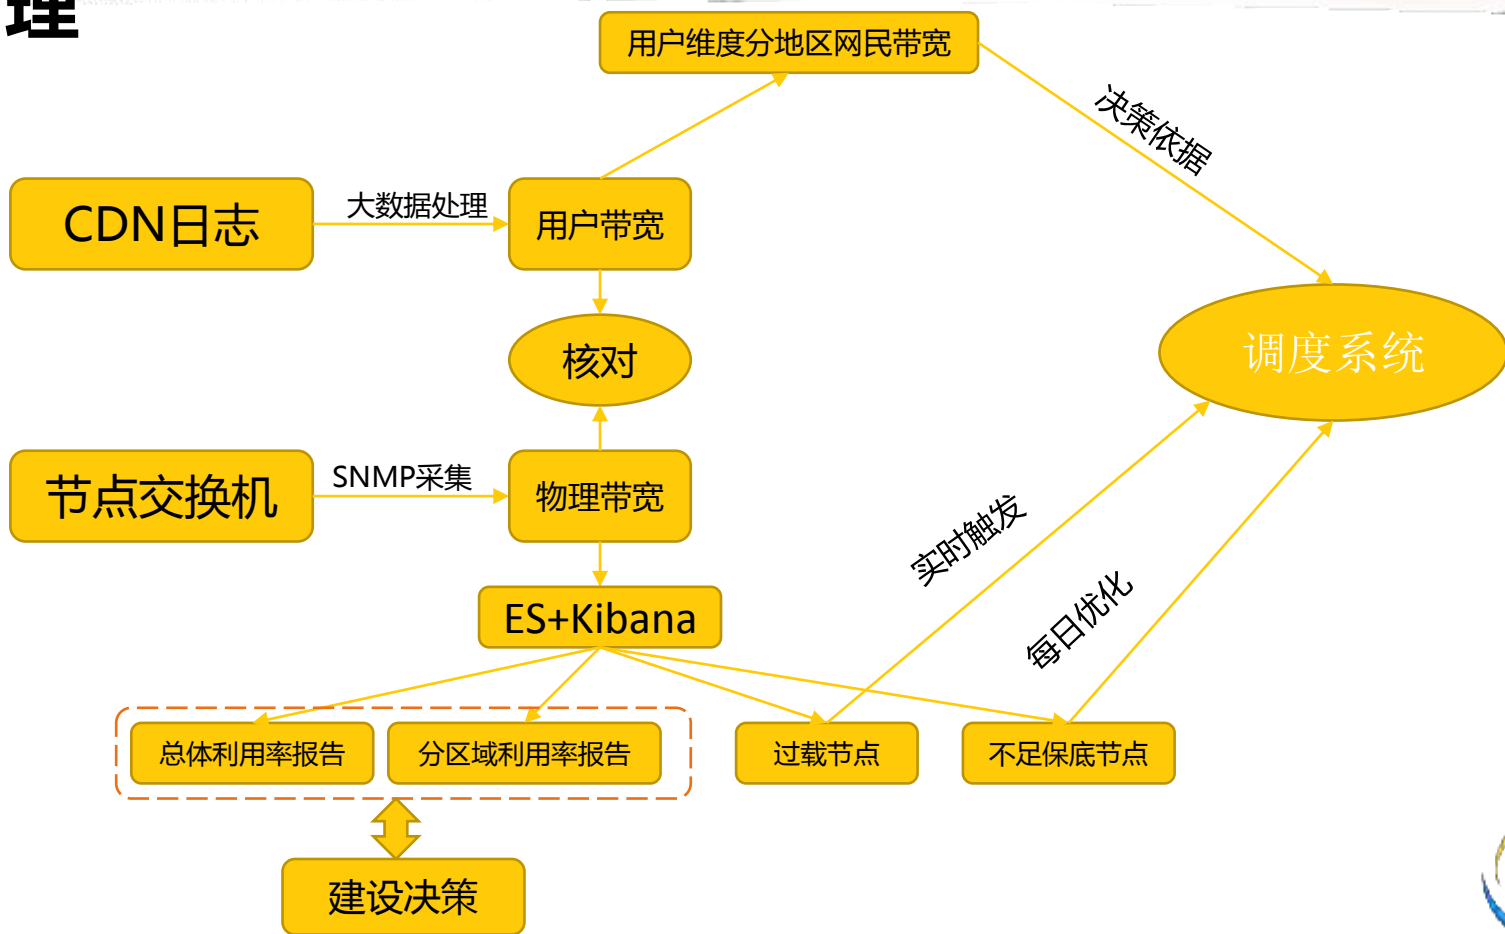 理
用户维度分地区网民带宽
决策依据
CDN日志
大数据处理
用户带宽
核对
调度系统
节点交换机
SNMP采集
物理带宽
实时触发
每日优化
ES+Kibana
总体利用率报告
分区域利用率报告
过载节点
不足保底节点
建设决策